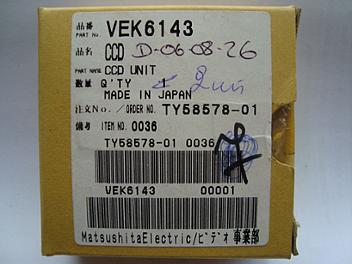 品番 PART NO. VEK6143
品名 CCD D-06-08-26
PART NAME CCD UNIT
数量 Q'TY 1
MADE IN JAPAN
注文No./ORDER NO. TY58578-01
備考 ITEM NO. 0036
TY58578-01 0036
VEK6143 00001
MatsushitaElectric/ビデオ事業部